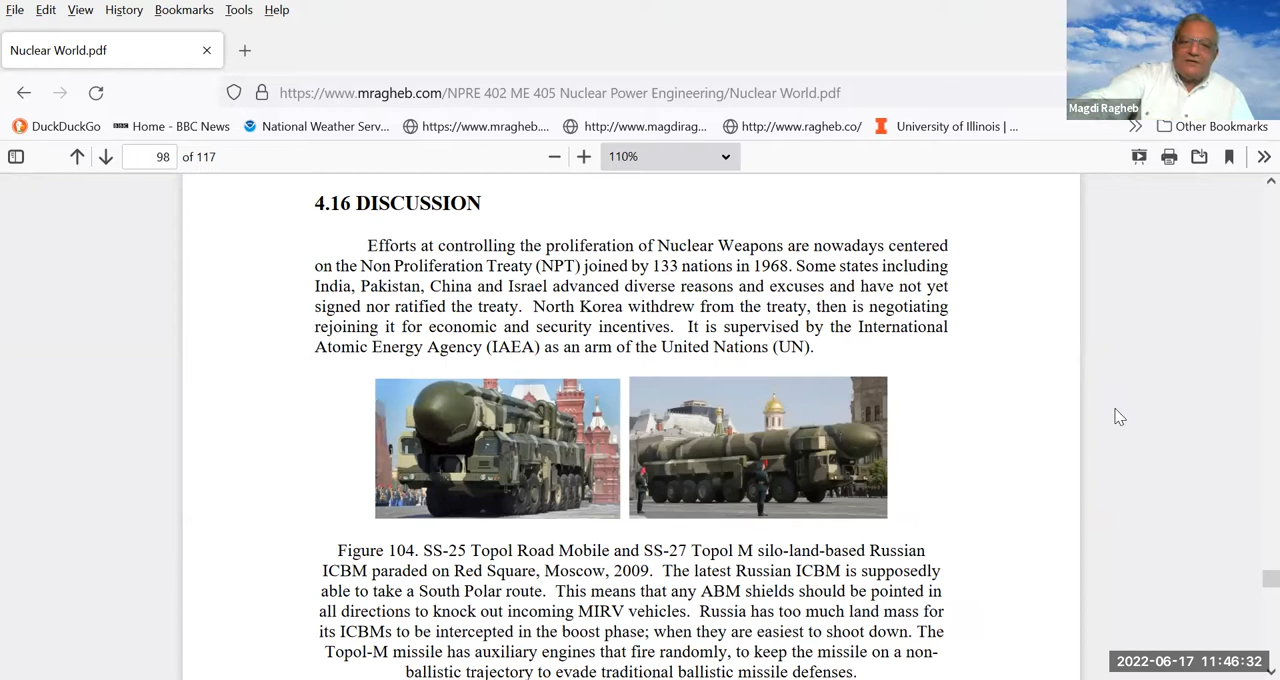 File Edit View History Bookmarks Tools Help
Nuclear World.pdf
https://www.mragheb.com/NPRE 402 ME 405 Nuclear Power Engineering/Nuclear World.pdf
Magdi Ragheb
DuckDuckGo BBC Home - BBC News National Weather Serv... https://www.mragheb.... http://www.magdirag... http://www.ragheb.co/ I University of Illinois | ... Other Bookmarks
98 of 117 110%
4.16 DISCUSSION
Efforts at controlling the proliferation of Nuclear Weapons are nowadays centered
on the Non Proliferation Treaty (NPT) joined by 133 nations in 1968. Some states including
India, Pakistan, China and Israel advanced diverse reasons and excuses and have not yet
signed nor ratified the treaty. North Korea withdrew from the treaty, then is negotiating
rejoining it for economic and security incentives. It is supervised by the International
Atomic Energy Agency (IAEA) as an arm of the United Nations (UN).
Figure 104. SS-25 Topol Road Mobile and SS-27 Topol M silo-land-based Russian
ICBM paraded on Red Square, Moscow, 2009. The latest Russian ICBM is supposedly
able to take a South Polar route. This means that any ABM shields should be pointed in
all directions to knock out incoming MIRV vehicles. Russia has too much land mass for
its ICBMs to be intercepted in the boost phase; when they are easiest to shoot down. The
Topol-M missile has auxiliary engines that fire randomly, to keep the missile on a non-
ballistic trajectory to evade traditional ballistic missile defenses.
2022-06-17 11:46:32